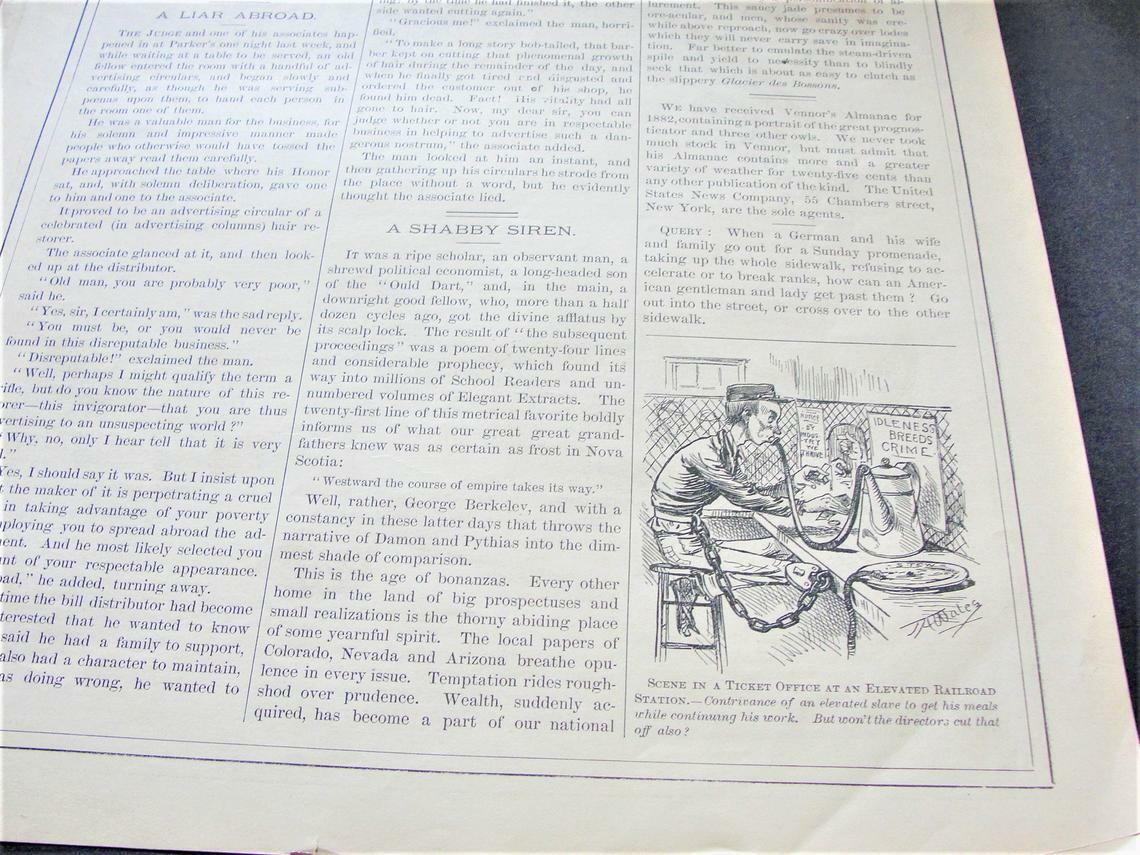 A LIAR ABROAD.
THE JUDGE and one of his associates hap-
pened in at Parker's one night last week, and
while waiting at a table to be served, an old
fellow entered the room with a handful of ad-
vertising circulars, and began slowly and
carefully, as though he was serving sub-
pœnas upon them, to hand each person in
the room one of them.
He was a valuable man for the business, for
his solemn and impressive manner made
people who otherwise would have tossed the
papers away read them carefully.
He approached the table where his Honor
sat, and, with solemn deliberation, gave one
to him and one to the associate.
It proved to be an advertising circular of a
celebrated (in advertising columns) hair re-
storer.
The associate glanced at it, and then look-
ed up at the distributor.
"Old man, you are probably very poor,"
said he.
"Yes, sir, I certainly am," was the sad reply.
"You must be, or you would never be
found in this disreputable business."
"Disreputable!" exclaimed the man.
"Well, perhaps I might qualify the term a
rifle, but do you know the nature of this re-
orer—this invigorator—that you are thus
vertising to an unsuspecting world?"
"Why, no, only I hear tell that it is very
l."
Yes, I should say it was. But I insist upon
t the maker of it is perpetrating a cruel
in taking advantage of your poverty
ploying you to spread abroad the ad-
ent. And he most likely selected you
nt of your respectable appearance.
oad," he added, turning away.
time the bill distributor had become
terested that he wanted to know
said he had a family to support,
also had a character to maintain,
as doing wrong, he wanted to
by the time he had finished it, the other
side wanted cutting again."
"Gracious me!" exclaimed the man, horri-
fied.
"To make a long story bob-tailed, that bar-
ber kept on cutting that phenomenal growth
of hair during the remainder of the day, and
when he finally got tired and disgusted and
ordered the customer out of his shop, he
found him dead. Fact! His vitality had all
gone to hair. Now, my dear sir, you can
judge whether or not you are in respectable
business in helping to advertise such a dan-
gerous nostrum," the associate added.
The man looked at him an instant, and
then gathering up his circulars he strode from
the place without a word, but he evidently
thought the associate lied.
A SHABBY SIREN.
IT was a ripe scholar, an observant man, a
shrewd political economist, a long-headed son
of the "Ould Dart," and, in the main, a
downright good fellow, who, more than a half
dozen cycles ago, got the divine afflatus by
its scalp lock. The result of "the subsequent
proceedings" was a poem of twenty-four lines
and considerable prophecy, which found its
way into millions of School Readers and un-
numbered volumes of Elegant Extracts. The
twenty-first line of this metrical favorite boldly
informs us of what our great great grand-
fathers knew was as certain as frost in Nova
Scotia:
"Westward the course of empire takes its way."
Well, rather, George Berkeley, and with a
constancy in these latter days that throws the
narrative of Damon and Pythias into the dim-
mest shade of comparison.
This is the age of bonanzas. Every other
home in the land of big prospectuses and
small realizations is the thorny abiding place
of some yearnful spirit. The local papers of
Colorado, Nevada and Arizona breathe opu-
lence in every issue. Temptation rides rough-
shod over prudence. Wealth, suddenly ac-
quired, has become a part of our national
lurement. This saucy jade presumes to be
ore-acular, and men, whose sanity was ere-
while above reproach, now go crazy over lodes
which they will never carry save in imagina-
tion. Far better to emulate the steam-driven
spile and yield to necessity than to blindly
seek that which is about as easy to clutch as
the slippery Glacier des Bossons.
WE have received Vennor's Almanac for
1882, containing a portrait of the great prognos-
ticator and three other owls. We never took
much stock in Vennor, but must admit that
his Almanac contains more and a greater
variety of weather for twenty-five cents than
any other publication of the kind. The United
States News Company, 55 Chambers street,
New York, are the sole agents.
QUERY: When a German and his wife
and family go out for a Sunday promenade,
taking up the whole sidewalk, refusing to ac-
celerate or to break ranks, how can an Amer-
ican gentleman and lady get past them? Go
out into the street, or cross over to the other
sidewalk.
NOTICE
BY
INDUS
TRY
WE
THRIVE
IDLENESS
BREEDS
CRIME
STEW
SCENE IN A TICKET OFFICE AT AN ELEVATED RAILROAD
STATION.—Contrivance of an elevated slave to get his meals
while continuing his work. But won't the directors cut that
off also?